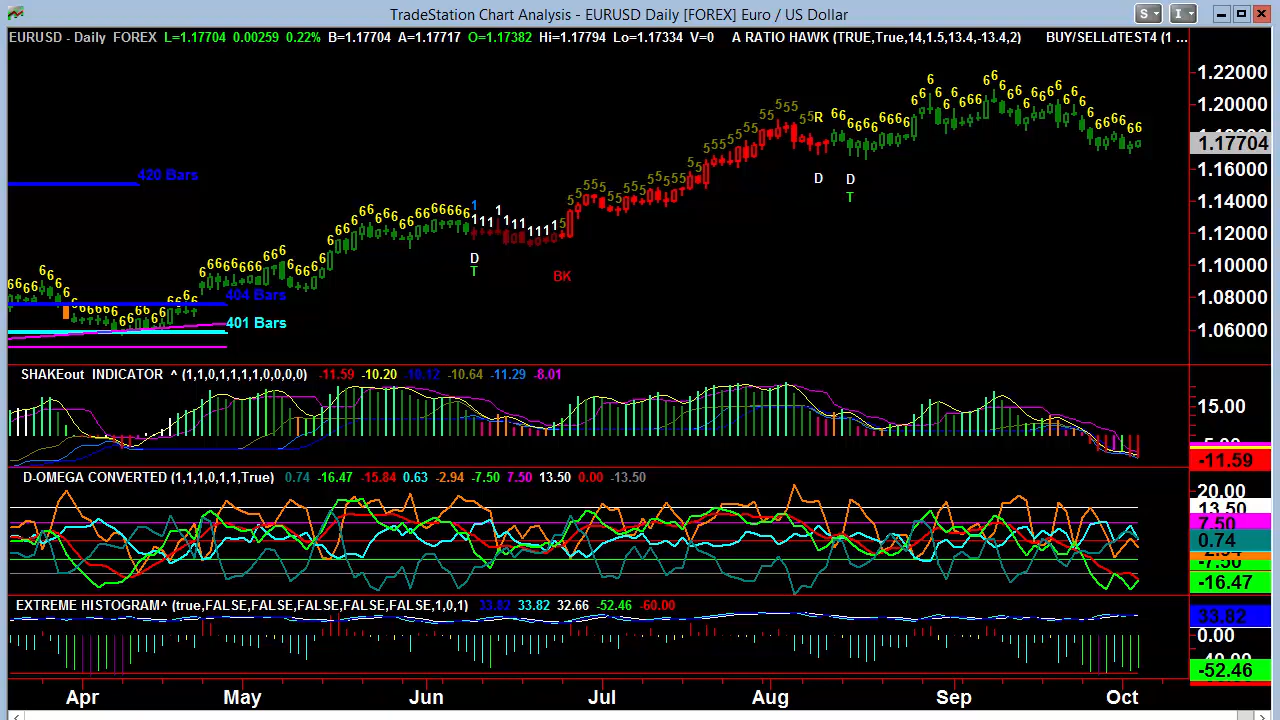 TradeStation Chart Analysis - EURUSD Daily [FOREX] Euro / US Dollar
S I
EURUSD - Daily FOREX L=1.17704 0.00259 0.22% B=1.17704 A=1.17717 O=1.17382 Hi=1.17794 Lo=1.17334 V=0 A RATIO HAWK (TRUE,True,14,1.5,13.4,-13.4,2) BUY/SELLdTEST4 (1 ...
1.22000
1.20000
1.17704
1.16000
1.14000
1.12000
1.10000
1.08000
1.06000
420 Bars
404 Bars
401 Bars
R
D
D
T
D
T
BK
SHAKEout INDICATOR ^ (1,1,0,1,1,1,1,0,0,0,0) -11.59 -10.20 -10.12 -10.64 -11.29 -8.01
15.00
-11.59
D-OMEGA CONVERTED (1,1,1,0,1,1,True) 0.74 -16.47 -15.84 0.63 -2.94 -7.50 7.50 13.50 0.00 -13.50
20.00
13.50
7.50
0.74
-7.50
-16.47
EXTREME HISTOGRAM^ (true,FALSE,FALSE,FALSE,FALSE,FALSE,1,0,1) 33.82 33.82 32.66 -52.46 -60.00
33.82
0.00
-52.46
Apr May Jun Jul Aug Sep Oct